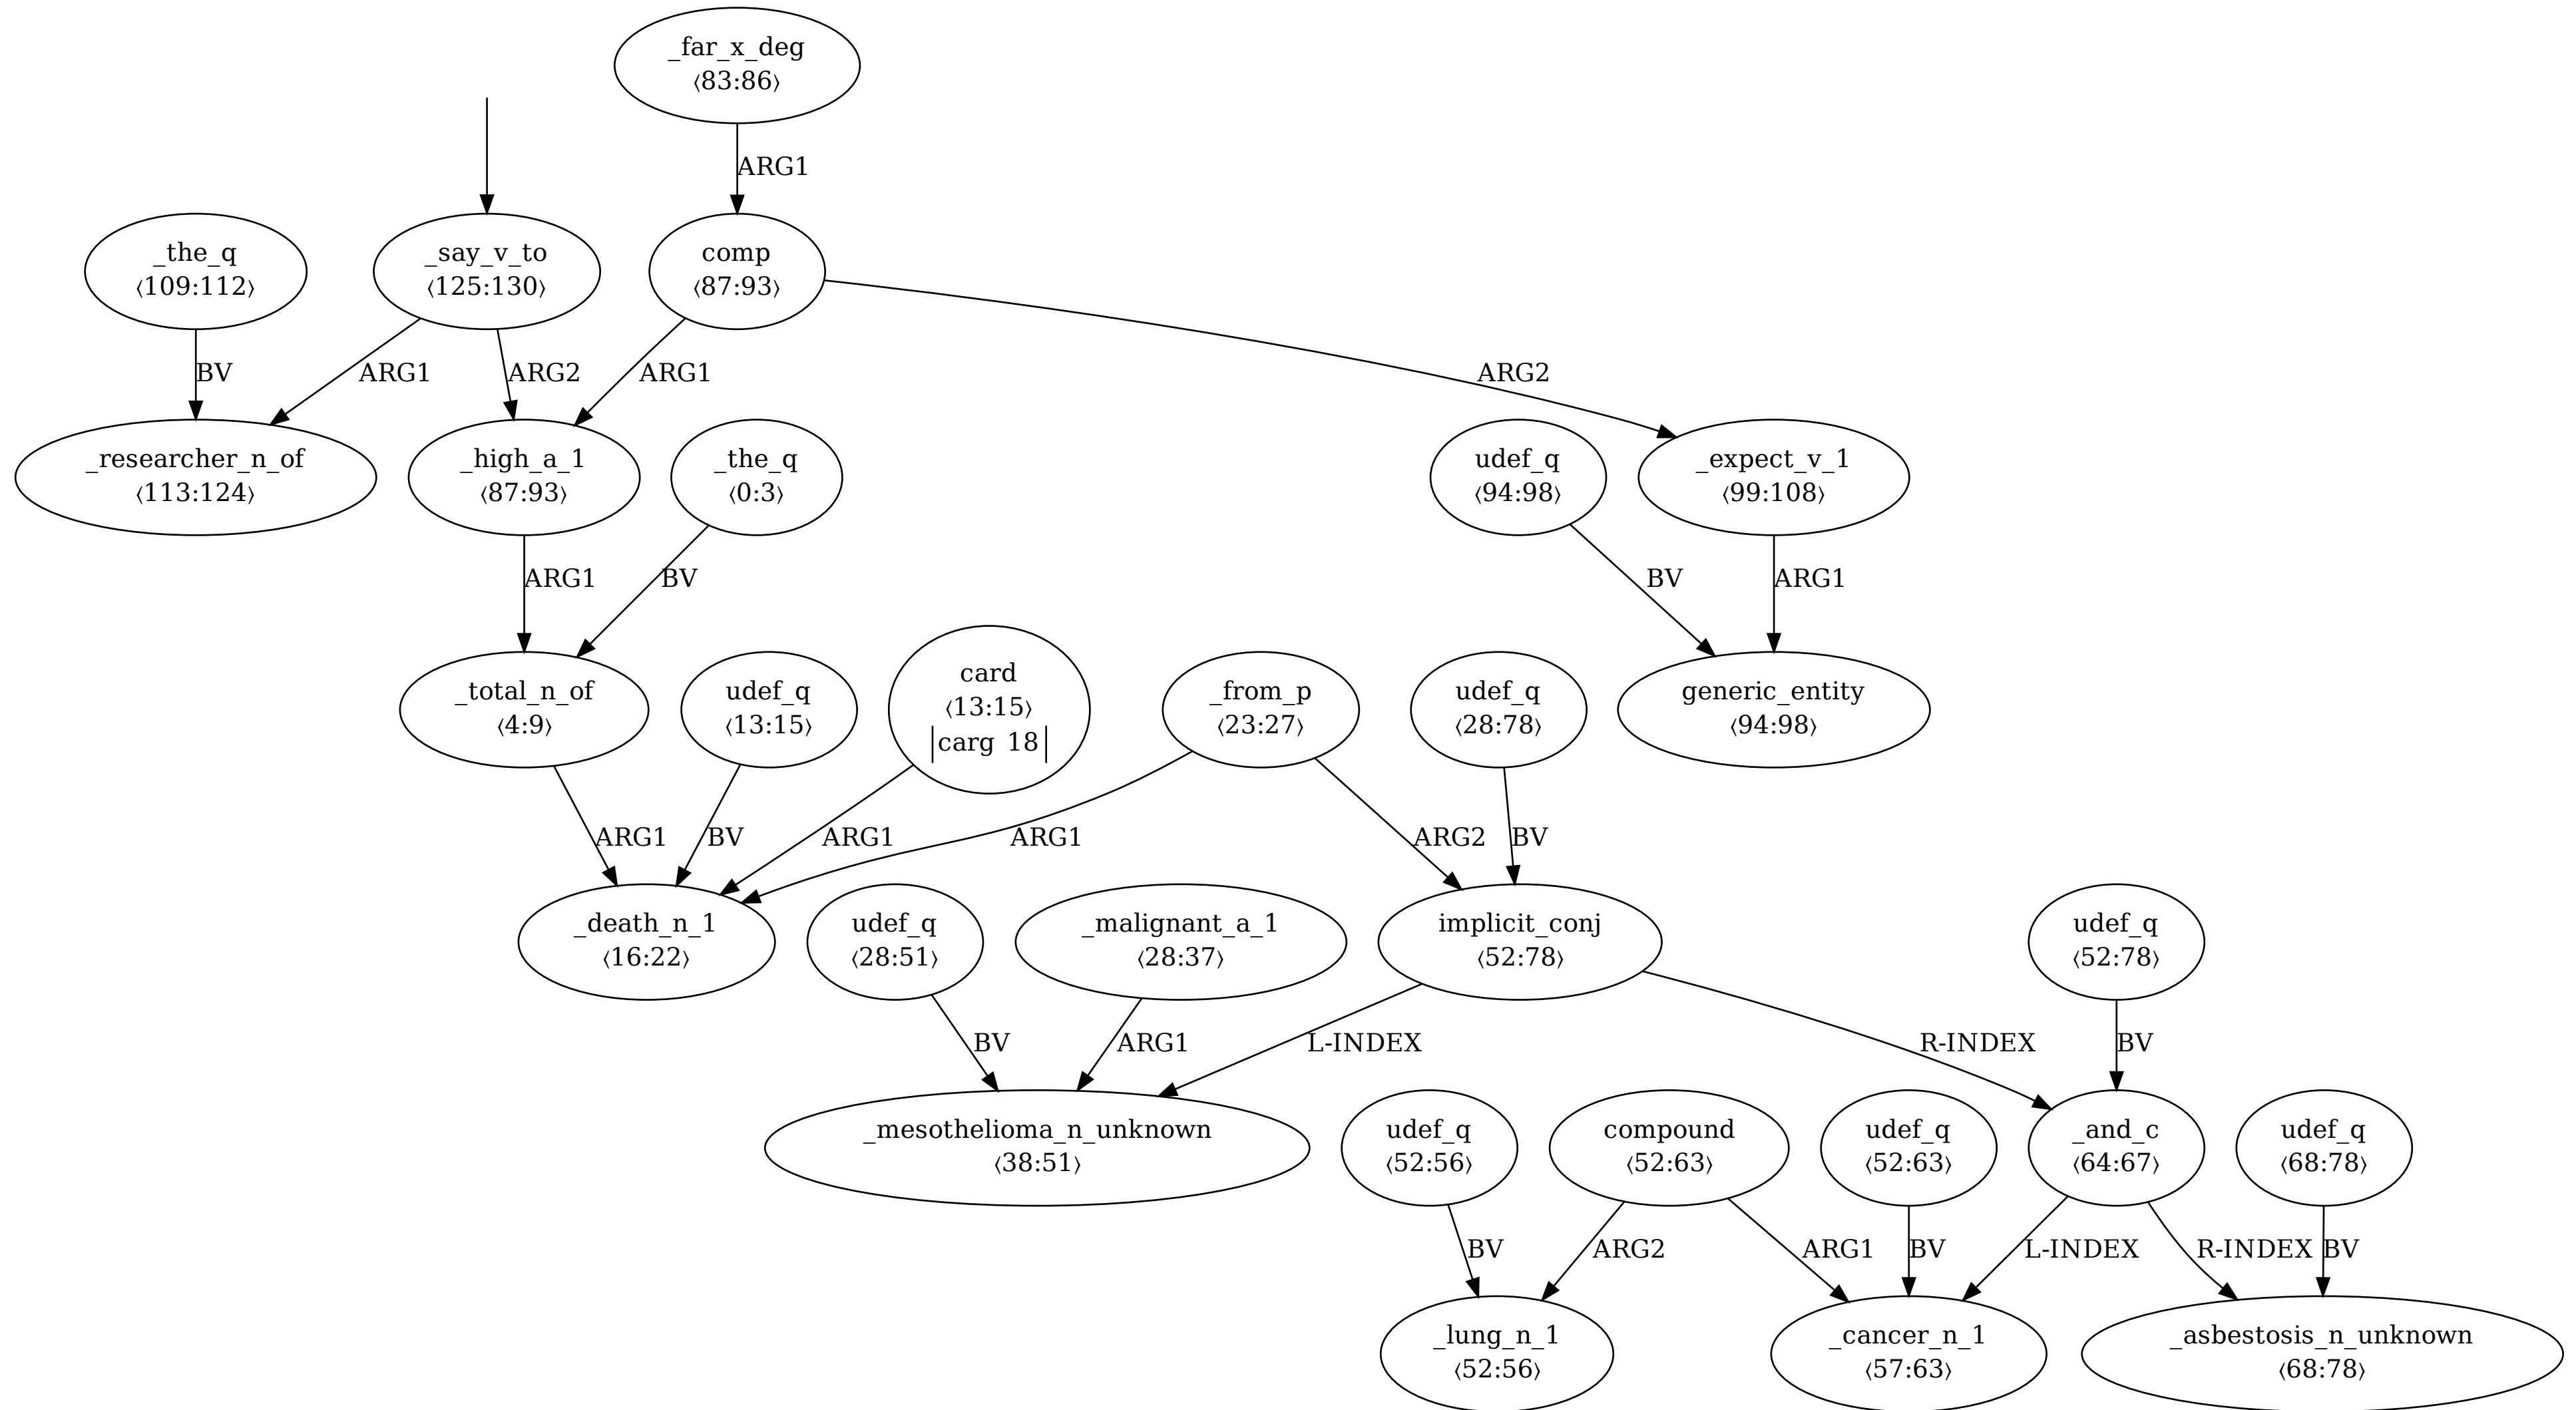 _far_x_deg
⟨83:86⟩
ARG1
_the_q
⟨109:112⟩
_say_v_to
⟨125:130⟩
comp
⟨87:93⟩
BV
ARG1
ARG2
ARG1
ARG2
_researcher_n_of
⟨113:124⟩
_high_a_1
⟨87:93⟩
_the_q
⟨0:3⟩
udef_q
⟨94:98⟩
_expect_v_1
⟨99:108⟩
ARG1
BV
BV
ARG1
_total_n_of
⟨4:9⟩
udef_q
⟨13:15⟩
card
⟨13:15⟩
|carg 18|
_from_p
⟨23:27⟩
udef_q
⟨28:78⟩
generic_entity
⟨94:98⟩
ARG1
BV
ARG1
ARG1
ARG2
BV
_death_n_1
⟨16:22⟩
udef_q
⟨28:51⟩
_malignant_a_1
⟨28:37⟩
implicit_conj
⟨52:78⟩
udef_q
⟨52:78⟩
BV
ARG1
L-INDEX
R-INDEX
BV
_mesothelioma_n_unknown
⟨38:51⟩
udef_q
⟨52:56⟩
compound
⟨52:63⟩
udef_q
⟨52:63⟩
_and_c
⟨64:67⟩
udef_q
⟨68:78⟩
BV
ARG2
ARG1
BV
L-INDEX
R-INDEX
BV
_lung_n_1
⟨52:56⟩
_cancer_n_1
⟨57:63⟩
_asbestosis_n_unknown
⟨68:78⟩